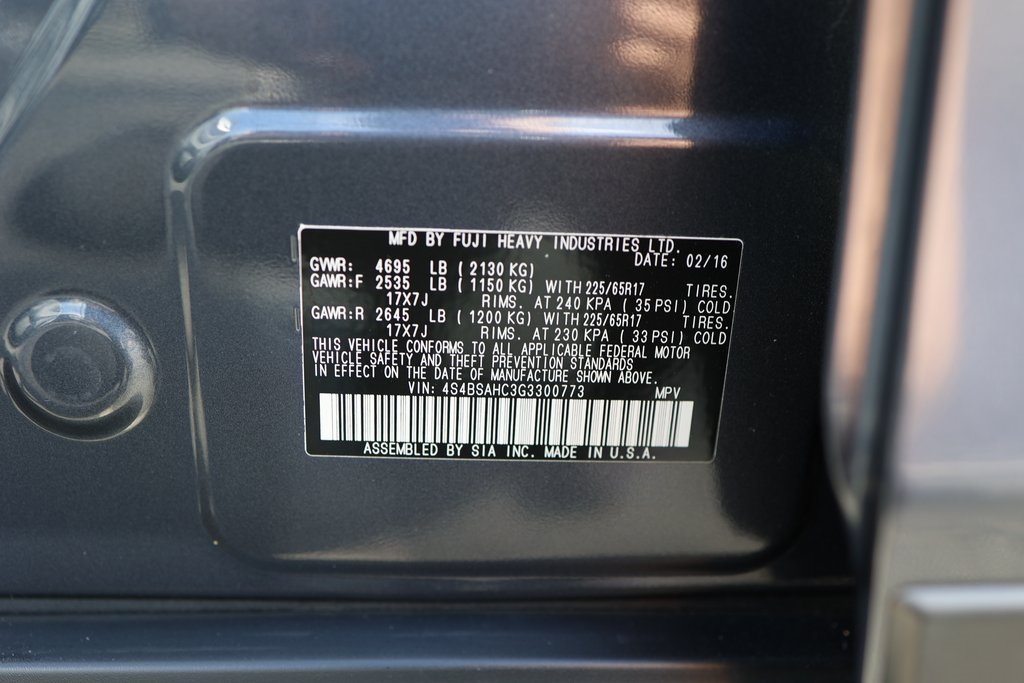 MFD BY FUJI HEAVY INDUSTRIES LTD.
DATE: 02/16
GVWR: 4695 LB (2130 KG)
GAWR:F 2535 LB (1150 KG) WITH 225/65R17 TIRES.
17X7J RIMS. AT 240 KPA (35 PSI) COLD
GAWR:R 2645 LB (1200 KG) WITH 225/65R17 TIRES.
17X7J RIMS. AT 230 KPA (33 PSI) COLD
THIS VEHICLE CONFORMS TO ALL APPLICABLE FEDERAL MOTOR
VEHICLE SAFETY AND THEFT PREVENTION STANDARDS
IN EFFECT ON THE DATE OF MANUFACTURE SHOWN ABOVE.
VIN: 4S4BSAHC3G3300773 MPV
ASSEMBLED BY SIA INC. MADE IN U.S.A.